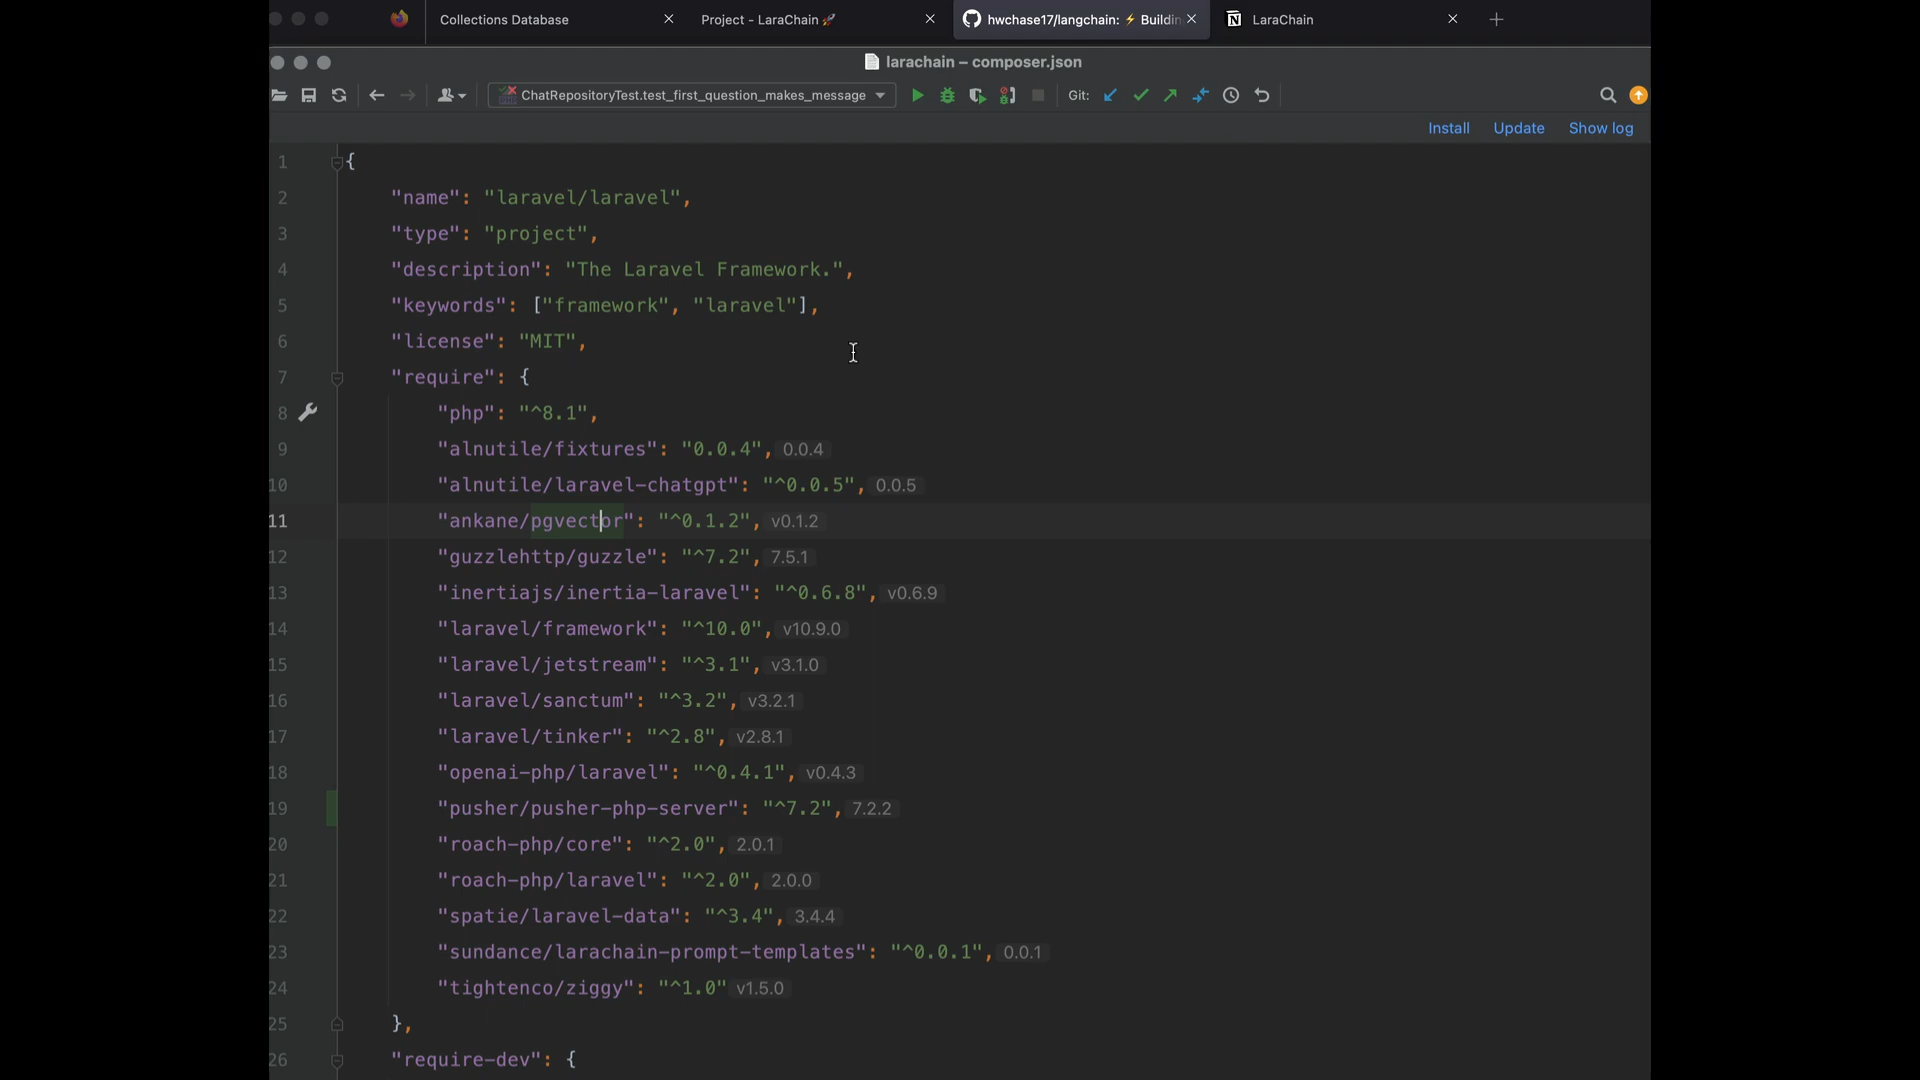 Collections Database
Project - LaraChain 🚀
hwchase17/langchain: ⚡ Buildin
LaraChain
larachain – composer.json
ChatRepositoryTest.test_first_question_makes_message
Git:
Install Update Show log
1 {
2 "name": "laravel/laravel",
3 "type": "project",
4 "description": "The Laravel Framework.",
5 "keywords": ["framework", "laravel"],
6 "license": "MIT",
7 "require": {
8 "php": "^8.1",
9 "alnutile/fixtures": "0.0.4", 0.0.4
10 "alnutile/laravel-chatgpt": "^0.0.5", 0.0.5
11 "ankane/pgvector": "^0.1.2", v0.1.2
12 "guzzlehttp/guzzle": "^7.2", 7.5.1
13 "inertiajs/inertia-laravel": "^0.6.8", v0.6.9
14 "laravel/framework": "^10.0", v10.9.0
15 "laravel/jetstream": "^3.1", v3.1.0
16 "laravel/sanctum": "^3.2", v3.2.1
17 "laravel/tinker": "^2.8", v2.8.1
18 "openai-php/laravel": "^0.4.1", v0.4.3
19 "pusher/pusher-php-server": "^7.2", 7.2.2
20 "roach-php/core": "^2.0", 2.0.1
21 "roach-php/laravel": "^2.0", 2.0.0
22 "spatie/laravel-data": "^3.4", 3.4.4
23 "sundance/larachain-prompt-templates": "^0.0.1", 0.0.1
24 "tightenco/ziggy": "^1.0" v1.5.0
25 },
26 "require-dev": {